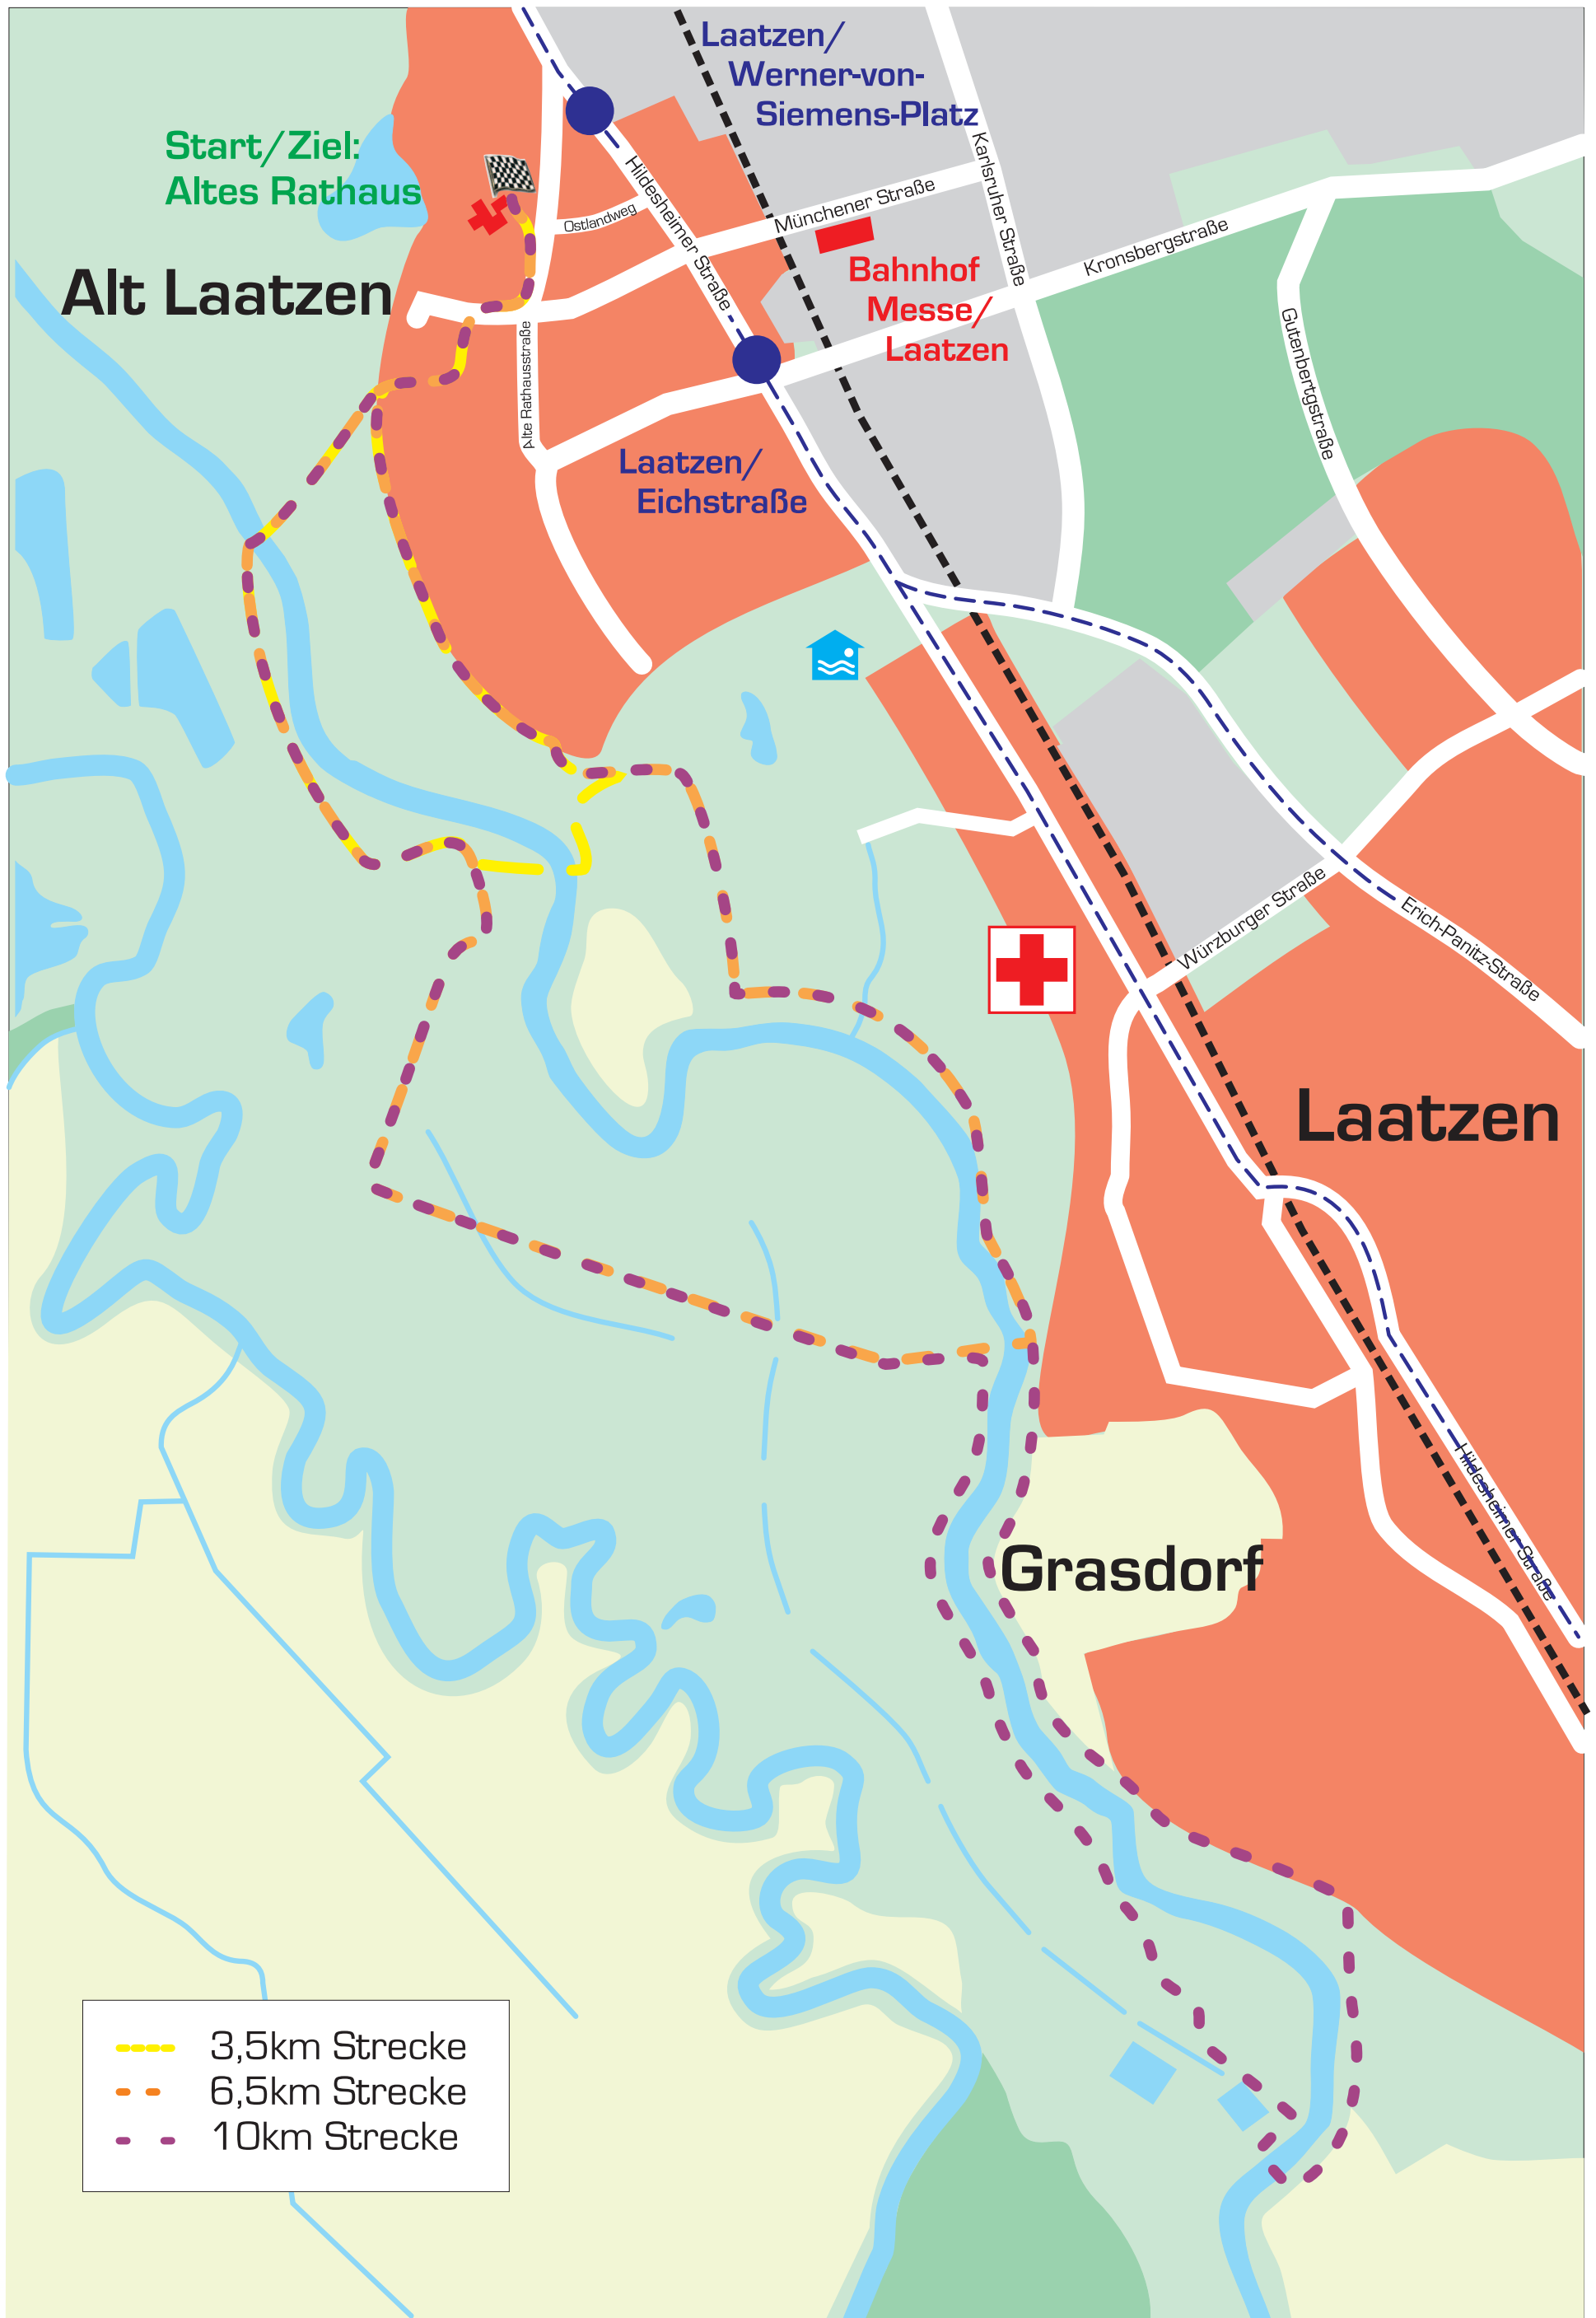 Laatzen/
Werner-von-
Siemens-Platz
Start/Ziel:
Altes Rathaus
Karlsruher Straße
Hildesheimer Straße
Münchener Straße
Ostlandweg
Kronsbergstraße
Bahnhof
Messe/
Laatzen
Alt Laatzen
Alte Rathausstraße
Gutenbertgstraße
Laatzen/
Eichstraße
Würzburger Straße
Erich-Panitz-Straße
Laatzen
Hildesheimer Straße
Grasdorf
3,5km Strecke
6,5km Strecke
10km Strecke